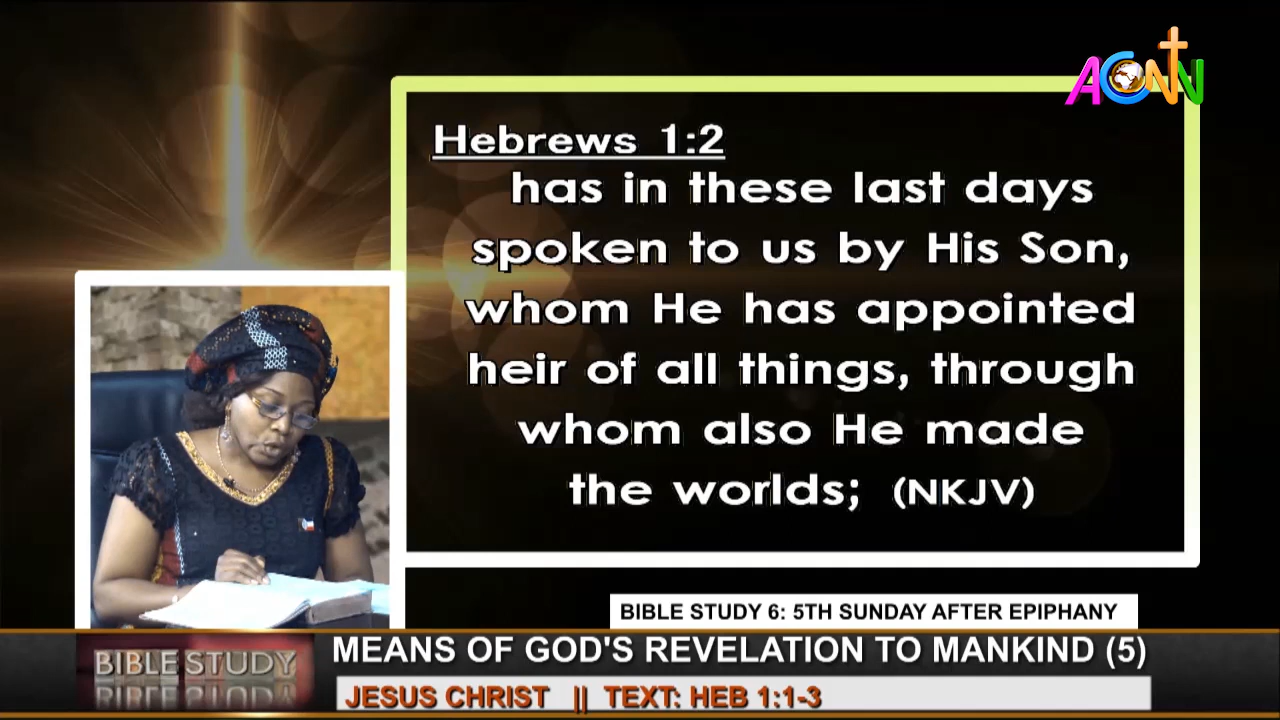 ACNN
Hebrews 1:2
has in these last days
spoken to us by His Son,
whom He has appointed
heir of all things, through
whom also He made
the worlds; (NKJV)
BIBLE STUDY 6: 5TH SUNDAY AFTER EPIPHANY
BIBLE STUDY
MEANS OF GOD'S REVELATION TO MANKIND (5)
JESUS CHRIST || TEXT: HEB 1:1-3